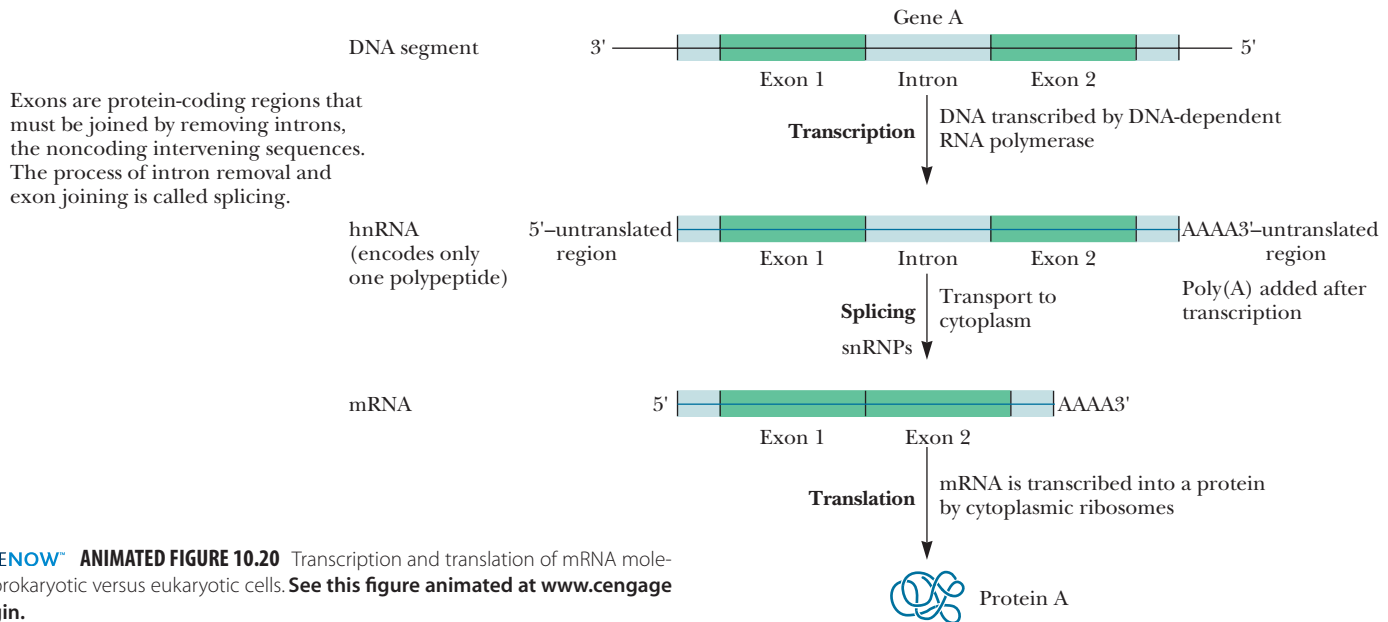 Gene A
DNA segment
3'
5'
Exon 1
Intron
Exon 2
Exons are protein-coding regions that
must be joined by removing introns,
the noncoding intervening sequences.
The process of intron removal and
exon joining is called splicing.
Transcription
DNA transcribed by DNA-dependent
RNA polymerase
hnRNA
(encodes only
one polypeptide)
5'–untranslated
region
Exon 1
Intron
Exon 2
AAAA3'–untranslated
region
Poly(A) added after
transcription
Splicing
snRNPs
Transport to
cytoplasm
mRNA
5'
AAAA3'
Exon 1
Exon 2
Translation
mRNA is transcribed into a protein
by cytoplasmic ribosomes
Protein A
ENOW™ ANIMATED FIGURE 10.20 Transcription and translation of mRNA mole-
prokaryotic versus eukaryotic cells. See this figure animated at www.cengage
gin.